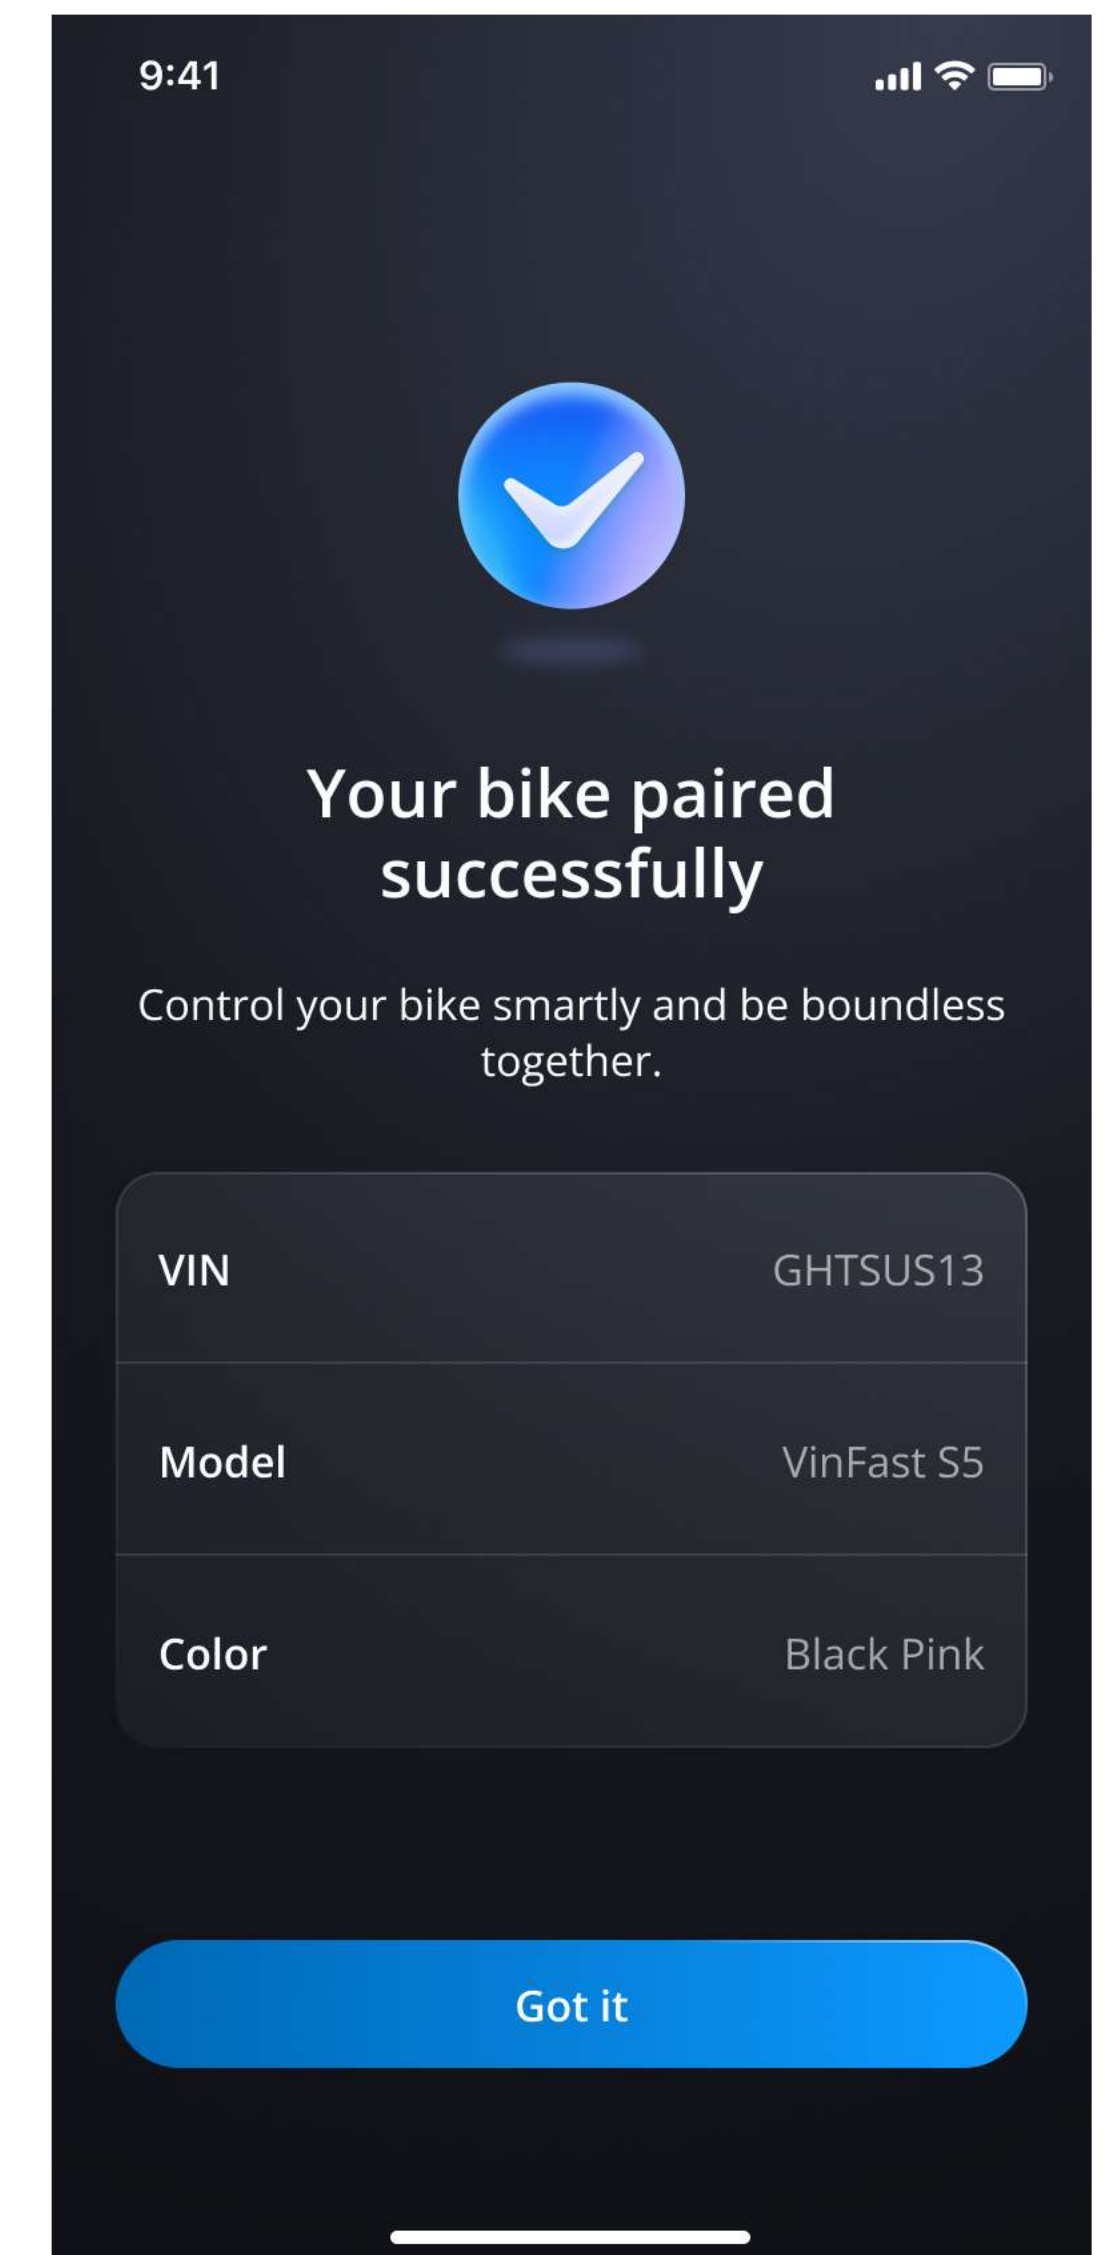 9:41
Your bike paired
successfully
Control your bike smartly and be boundless
together.
VIN GHTSUS13
Model VinFast S5
Color Black Pink
Got it